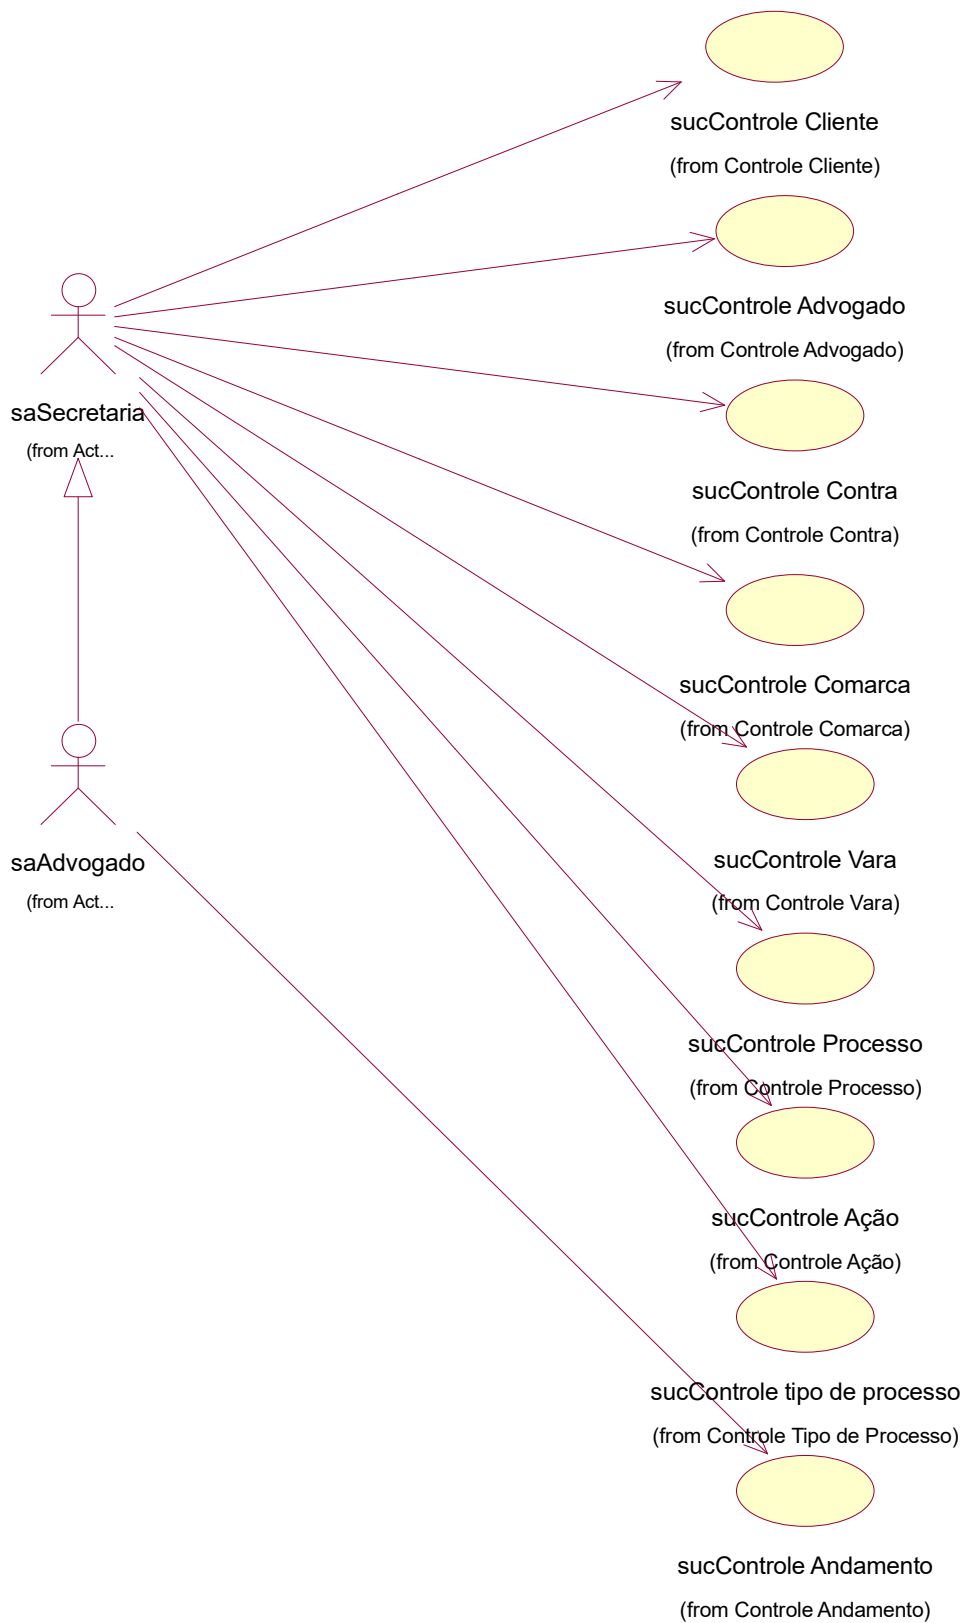 sucControle Cliente
(from Controle Cliente)
sucControle Advogado
(from Controle Advogado)
saSecretaria
(from Act...
sucControle Contra
(from Controle Contra)
sucControle Comarca
(from Controle Comarca)
saAdvogado
(from Act...
sucControle Vara
(from Controle Vara)
sucControle Processo
(from Controle Processo)
sucControle Ação
(from Controle Ação)
sucControle tipo de processo
(from Controle Tipo de Processo)
sucControle Andamento
(from Controle Andamento)